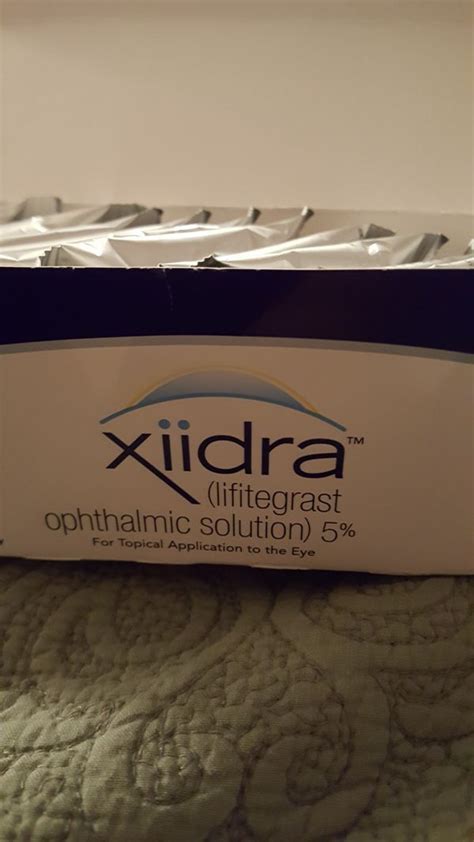 xiidra™
(lifitegrast
ophthalmic solution) 5%
For Topical Application to the Eye